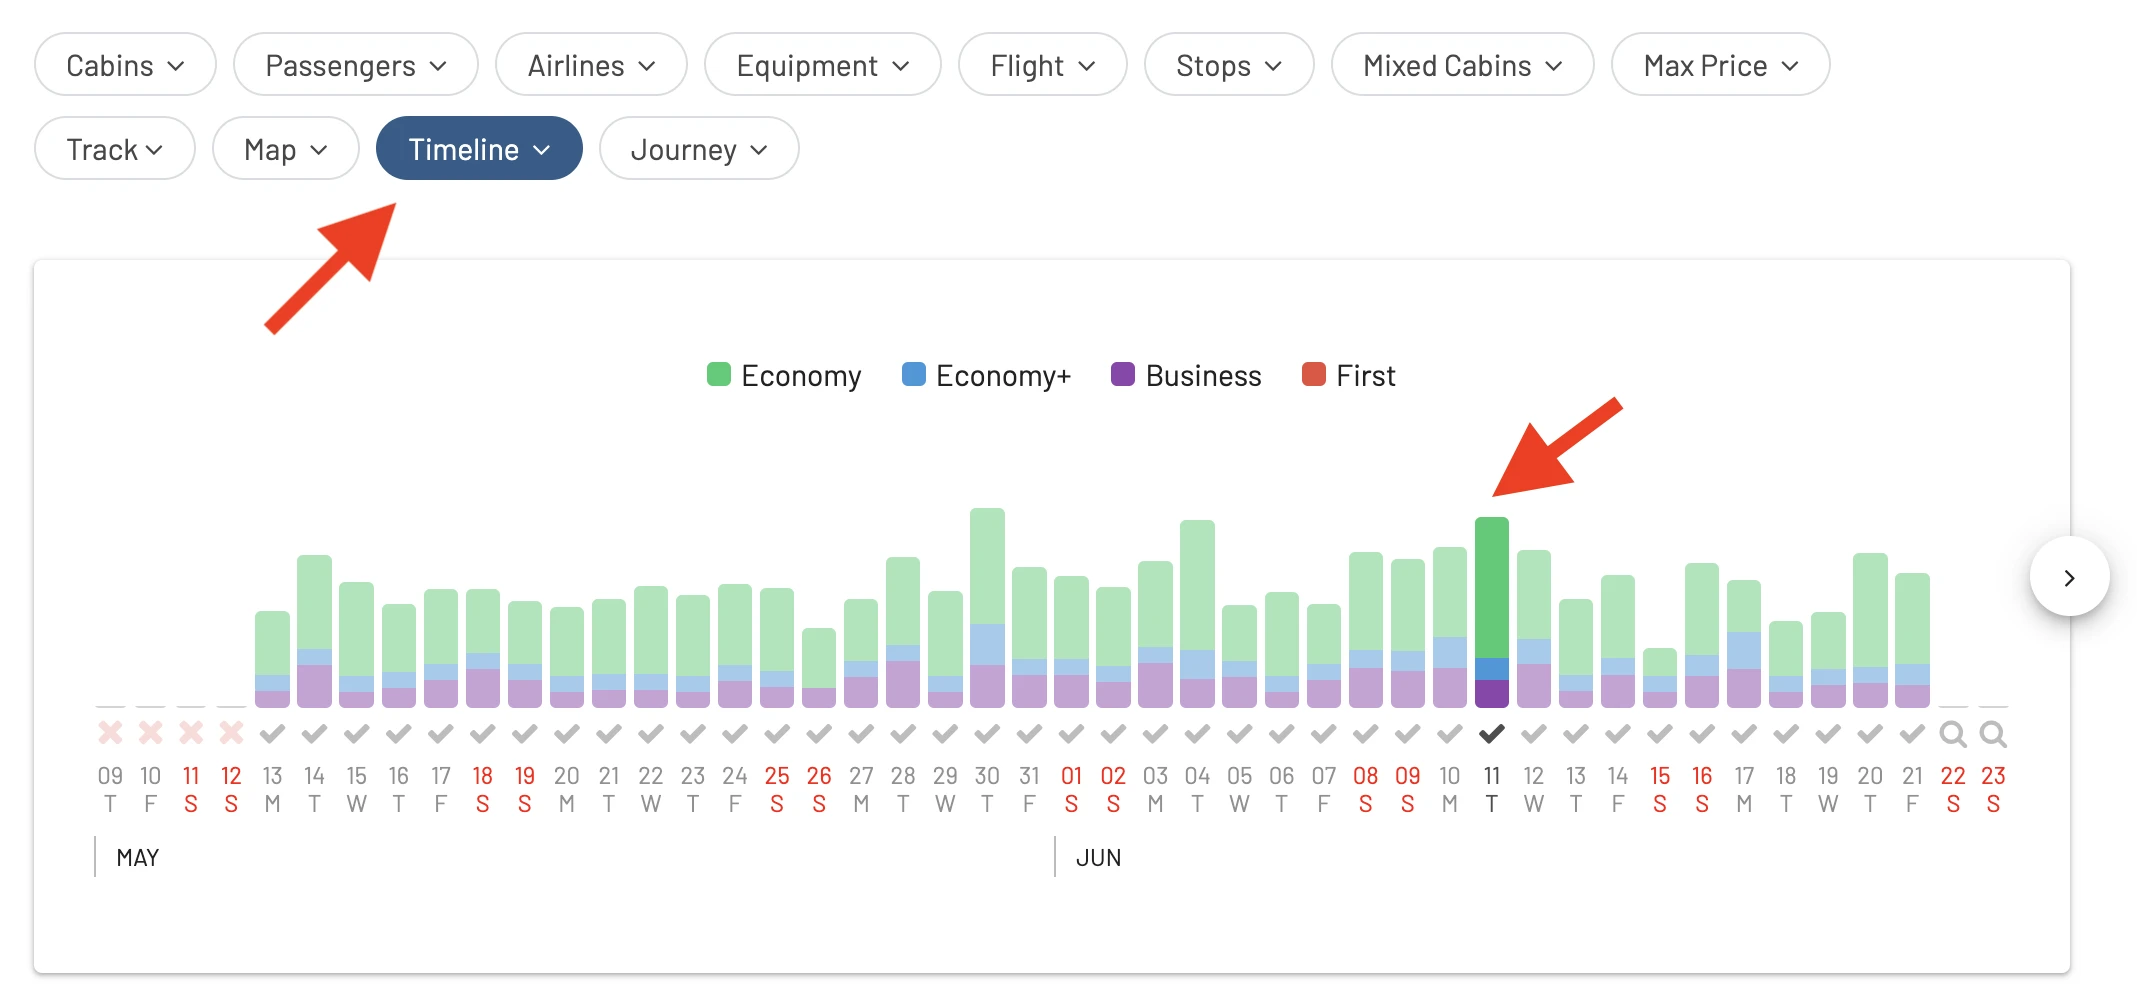 Cabins Passengers Airlines Equipment Flight Stops Mixed Cabins Max Price
Track Map Timeline Journey
Economy Economy+ Business First
09 10 11 12 13 14 15 16 17 18 19 20 21 22 23 24 25 26 27 28 29 30 31 01 02 03 04 05 06 07 08 09 10 11 12 13 14 15 16 17 18 19 20 21 22 23
T F S S M T W T F S S M T W T F S S M T W T F S S M T W T F S S M T W T F S S M T W T F S S
MAY JUN